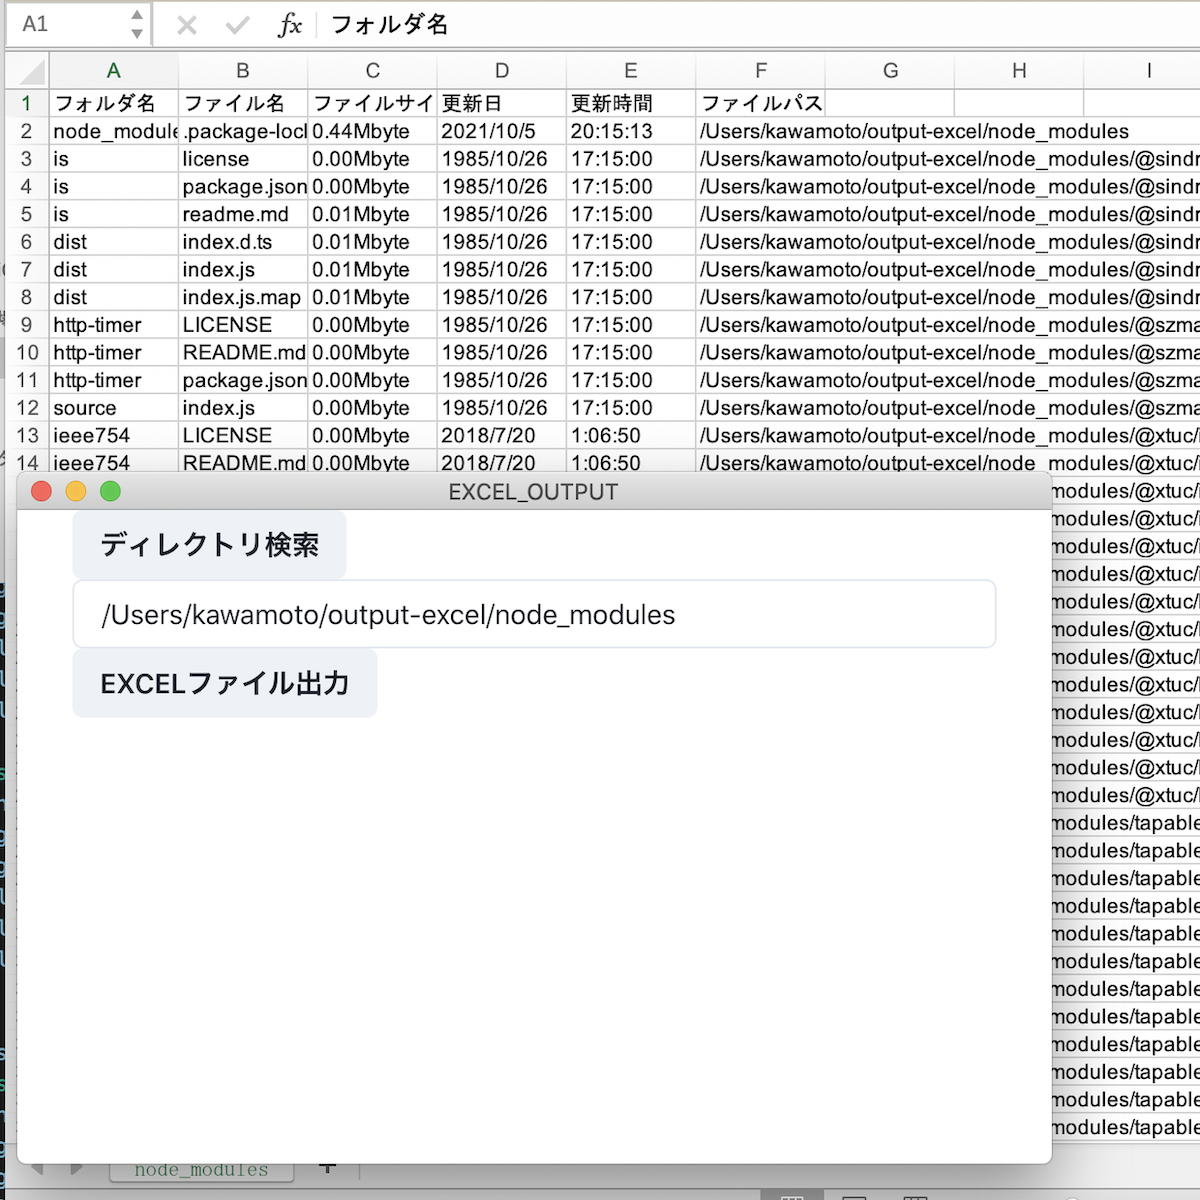 A1 fx フォルダ名
A B C D E F G H I
1 フォルダ名 ファイル名 ファイルサイ 更新日 更新時間 ファイルパス
2 node_module .package-loc 0.44Mbyte 2021/10/5 20:15:13 /Users/kawamoto/output-excel/node_modules
3 is license 0.00Mbyte 1985/10/26 17:15:00 /Users/kawamoto/output-excel/node_modules/@sindr
4 is package.json 0.00Mbyte 1985/10/26 17:15:00 /Users/kawamoto/output-excel/node_modules/@sindr
5 is readme.md 0.01Mbyte 1985/10/26 17:15:00 /Users/kawamoto/output-excel/node_modules/@sindr
6 dist index.d.ts 0.01Mbyte 1985/10/26 17:15:00 /Users/kawamoto/output-excel/node_modules/@sindr
7 dist index.js 0.01Mbyte 1985/10/26 17:15:00 /Users/kawamoto/output-excel/node_modules/@sindr
8 dist index.js.map 0.01Mbyte 1985/10/26 17:15:00 /Users/kawamoto/output-excel/node_modules/@sindr
9 http-timer LICENSE 0.00Mbyte 1985/10/26 17:15:00 /Users/kawamoto/output-excel/node_modules/@szma
10 http-timer README.md 0.00Mbyte 1985/10/26 17:15:00 /Users/kawamoto/output-excel/node_modules/@szma
11 http-timer package.json 0.00Mbyte 1985/10/26 17:15:00 /Users/kawamoto/output-excel/node_modules/@szma
12 source index.js 0.00Mbyte 1985/10/26 17:15:00 /Users/kawamoto/output-excel/node_modules/@szma
13 ieee754 LICENSE 0.00Mbyte 2018/7/20 1:06:50 /Users/kawamoto/output-excel/node_modules/@xtuc/i
14 ieee754 README.md 0.00Mbyte 2018/7/20 1:06:50 /Users/kawamoto/output-excel/node_modules/@xtuc/i
EXCEL_OUTPUT
ディレクトリ検索
/Users/kawamoto/output-excel/node_modules
EXCELファイル出力
modules/@xtuc/i
modules/@xtuc/i
modules/@xtuc/i
modules/@xtuc/i
modules/@xtuc/l
modules/@xtuc/l
modules/@xtuc/l
modules/@xtuc/l
modules/@xtuc/l
modules/@xtuc/l
modules/@xtuc/l
modules/@xtuc/l
modules/tapable
modules/tapable
modules/tapable
modules/tapable
modules/tapable
modules/tapable
modules/tapable
modules/tapable
modules/tapable
modules/tapable
modules/tapable
modules/tapable
node_modules